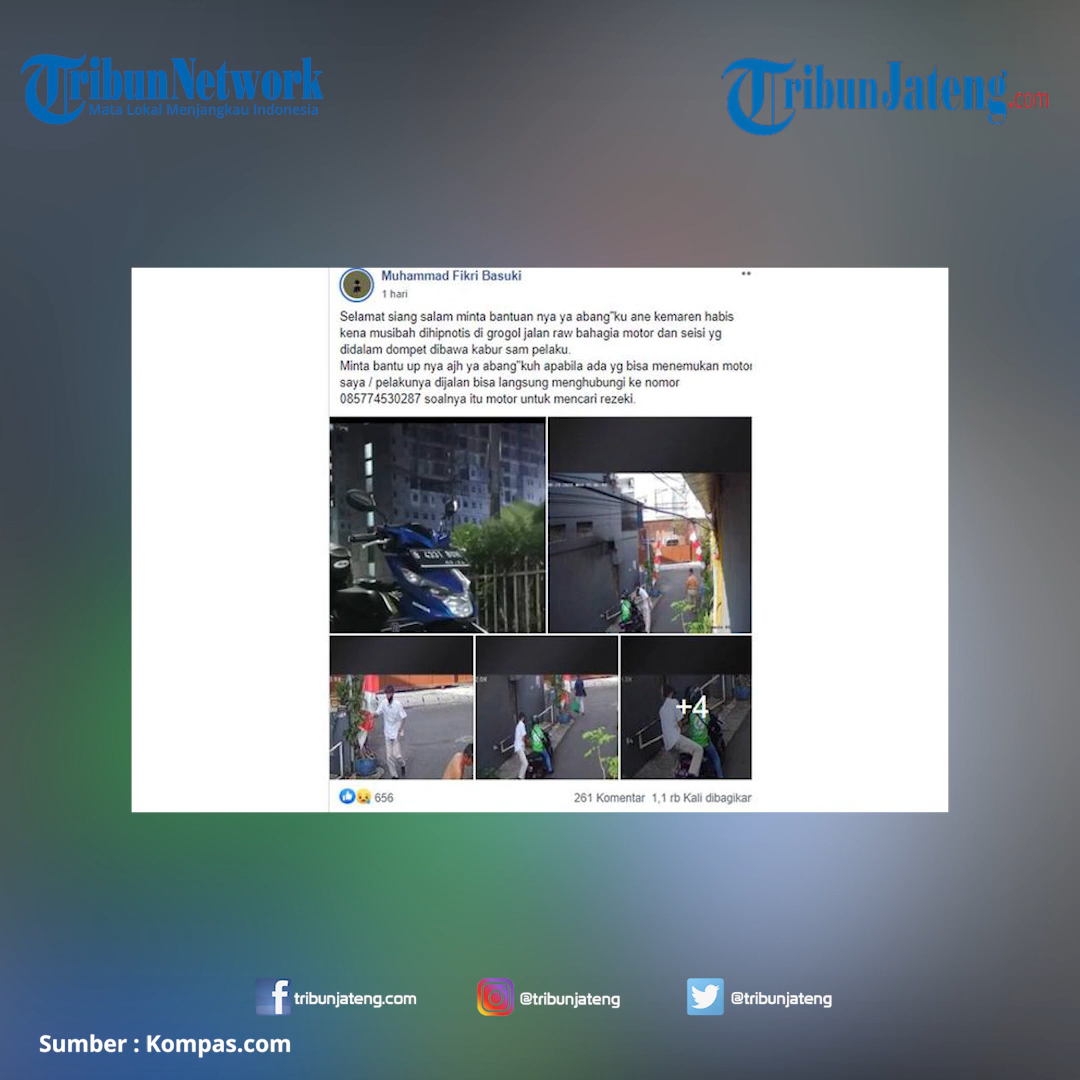 TribunNetwork
Mata Lokal Menjangkau Indonesia
TribunJateng.com
Muhammad Fikri Basuki
1 hari
Selamat siang salam minta bantuan nya ya abang"ku ane kemaren habis
kena musibah dihipnotis di grogol jalan raw bahagia motor dan seisi yg
didalam dompet dibawa kabur sam pelaku.
Minta bantu up nya ajh ya abang"kuh apabila ada yg bisa menemukan motor
saya / pelakunya dijalan bisa langsung menghubungi ke nomor
085774530287 soalnya itu motor untuk mencari rezeki.
+4
656
261 Komentar 1,1 rb Kali dibagikan
tribunjateng.com
@tribunjateng
@tribunjateng
Sumber : Kompas.com